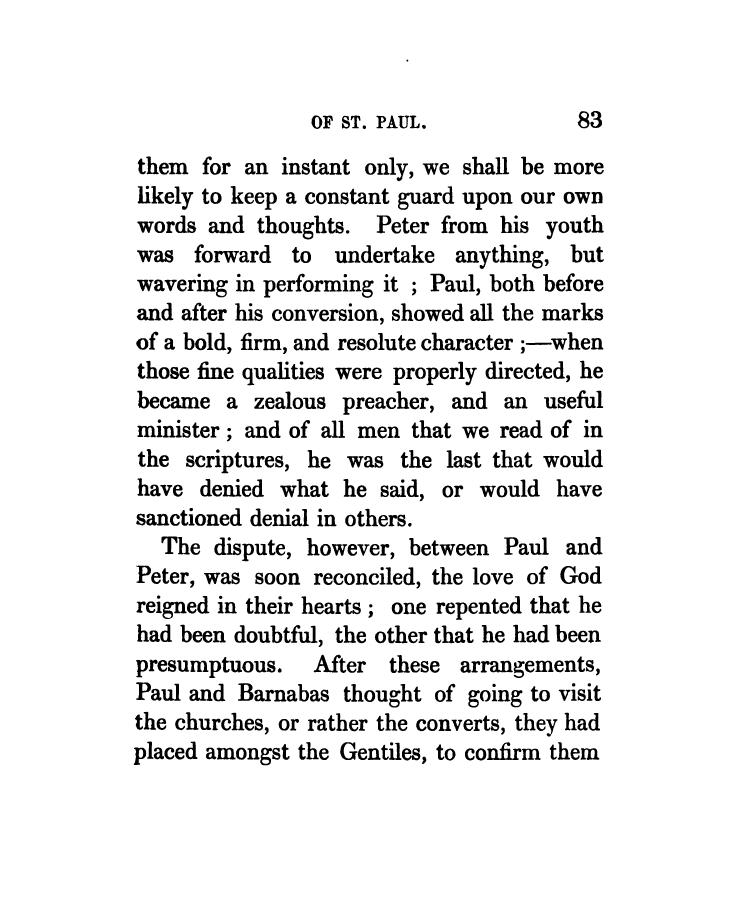 OF ST. PAUL. 83
them for an instant only, we shall be more
likely to keep a constant guard upon our own
words and thoughts. Peter from his youth
was forward to undertake anything, but
wavering in performing it ; Paul, both before
and after his conversion, showed all the marks
of a bold, firm, and resolute character ;—when
those fine qualities were properly directed, he
became a zealous preacher, and an useful
minister ; and of all men that we read of in
the scriptures, he was the last that would
have denied what he said, or would have
sanctioned denial in others.
The dispute, however, between Paul and
Peter, was soon reconciled, the love of God
reigned in their hearts ; one repented that he
had been doubtful, the other that he had been
presumptuous. After these arrangements,
Paul and Barnabas thought of going to visit
the churches, or rather the converts, they had
placed amongst the Gentiles, to confirm them